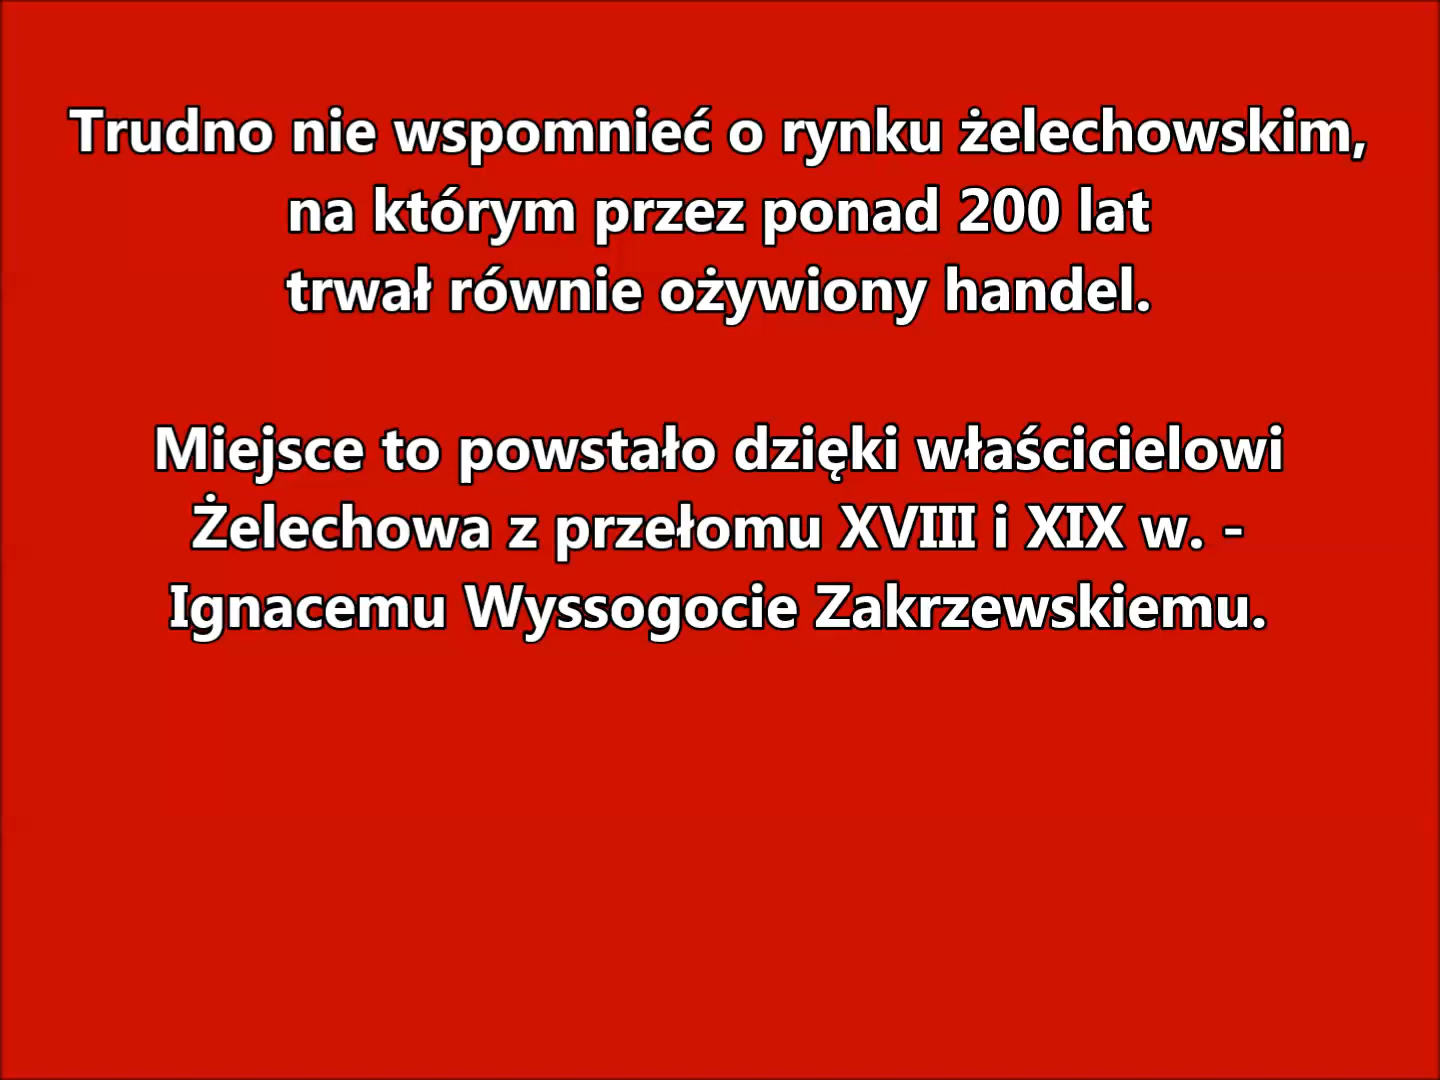 Trudno nie wspomnieć o rynku żelechowskim,
na którym przez ponad 200 lat
trwał równie ożywiony handel.
Miejsce to powstało dzięki właścicielowi
Żelechowa z przełomu XVIII i XIX w. -
Ignacemu Wyssogocie Zakrzewskiemu.